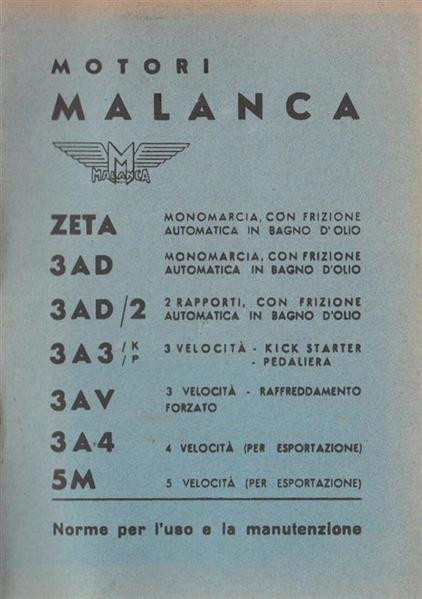 MOTORI
MALANCA
M
MALANCA
ZETA MONOMARCIA, CON FRIZIONE
AUTOMATICA IN BAGNO D'OLIO
3AD MONOMARCIA, CON FRIZIONE
AUTOMATICA IN BAGNO D'OLIO
3AD/2 2 RAPPORTI, CON FRIZIONE
AUTOMATICA IN BAGNO D'OLIO
3A3/K 3 VELOCITÀ - KICK STARTER
/P - PEDALIERA
3AV 3 VELOCITÀ - RAFFREDDAMENTO
FORZATO
3A4 4 VELOCITÀ (PER ESPORTAZIONE)
5M 5 VELOCITÀ (PER ESPORTAZIONE)
Norme per l'uso e la manutenzione